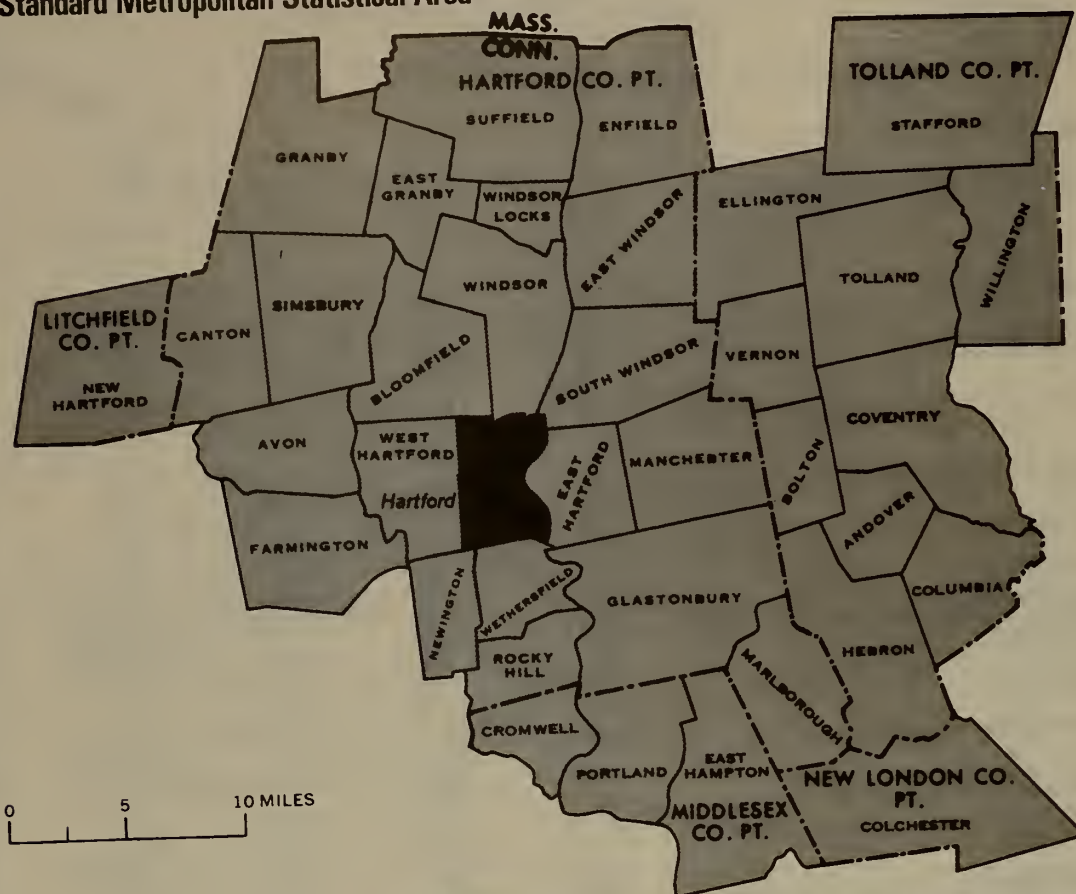 Standard Metropolitan Statistical Area
MASS.
CONN.
HARTFORD CO. PT.
TOLLAND CO. PT.
SUFFIELD
ENFIELD
STAFFORD
GRANBY
EAST
GRANBY
WINDSOR
LOCKS
EAST WINDSOR
ELLINGTON
WILLINGTON
TOLLAND
WINDSOR
SIMSBURY
LITCHFIELD
CO. PT.
CANTON
NEW
HARTFORD
BLOOMFIELD
SOUTH WINDSOR
VERNON
COVENTRY
AVON
WEST
HARTFORD
Hartford
EAST
HARTFORD
MANCHESTER
BOLTON
ANDOVER
FARMINGTON
NEWINGTON
WETHERSFIELD
GLASTONBURY
COLUMBIA
ROCKY
HILL
MARLBOROUGH
HEBRON
CROMWELL
PORTLAND
EAST
HAMPTON
MIDDLESEX
CO. PT.
NEW LONDON CO.
PT.
COLCHESTER
0 5 10 MILES